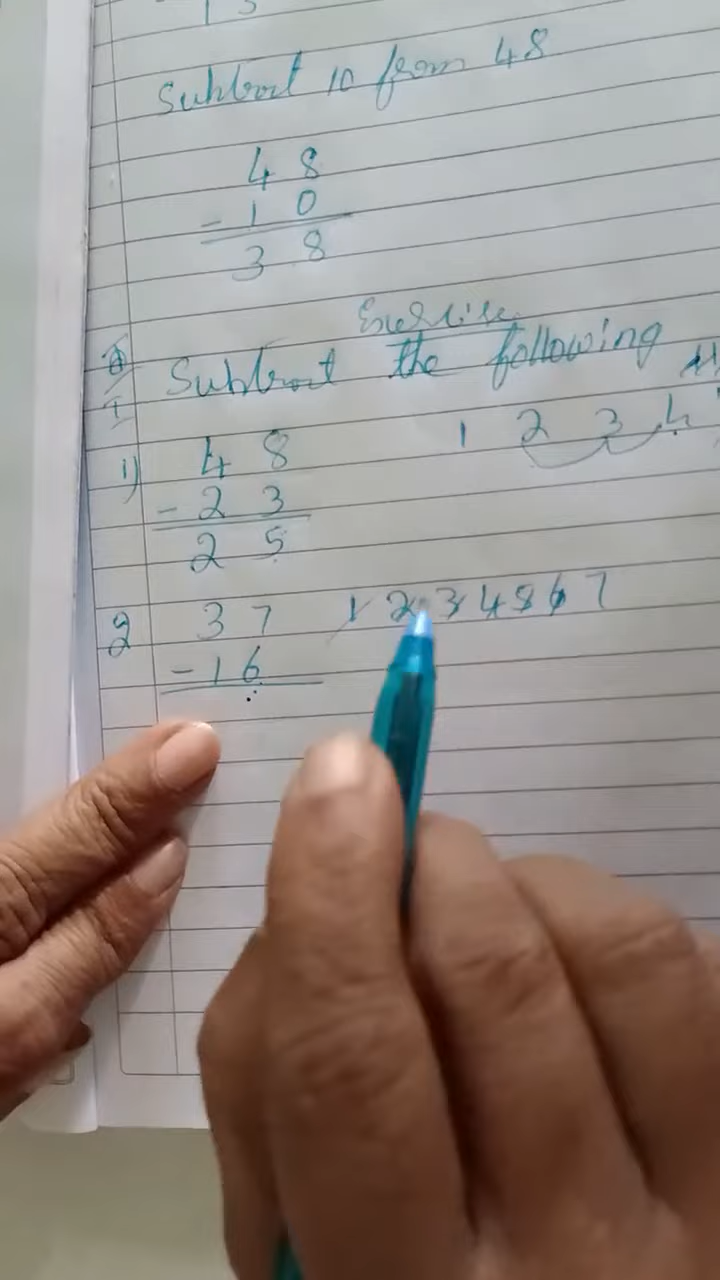 Subtract 10 from 48
4 8
- 1 0
3 8
Exercise
Subtract the following
I
1) 4 8
1 2 3 4
- 2 3
2 5
2 3 7
1 2 3 4 5 6 7
- 1 6